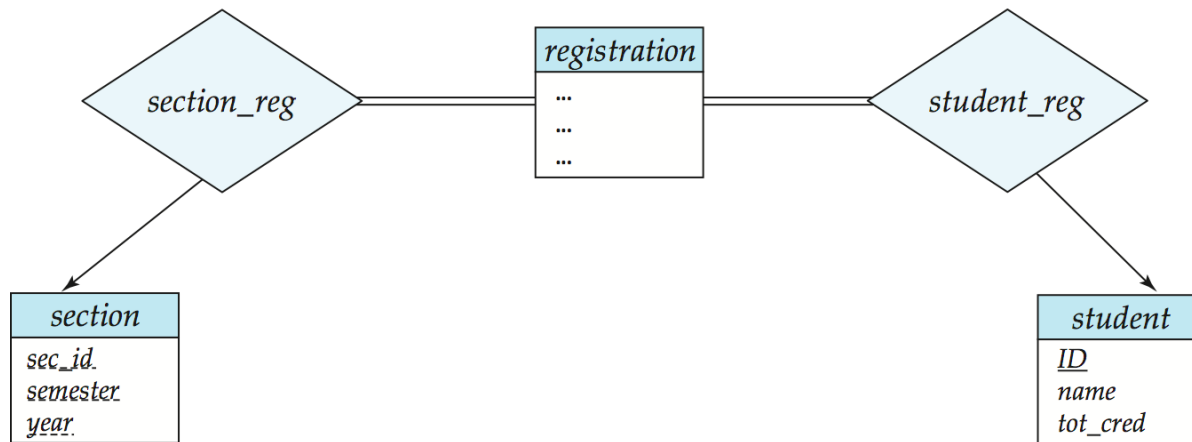 section_reg
registration
...
...
...
student_reg
section
sec_id
semester
year
student
ID
name
tot_cred